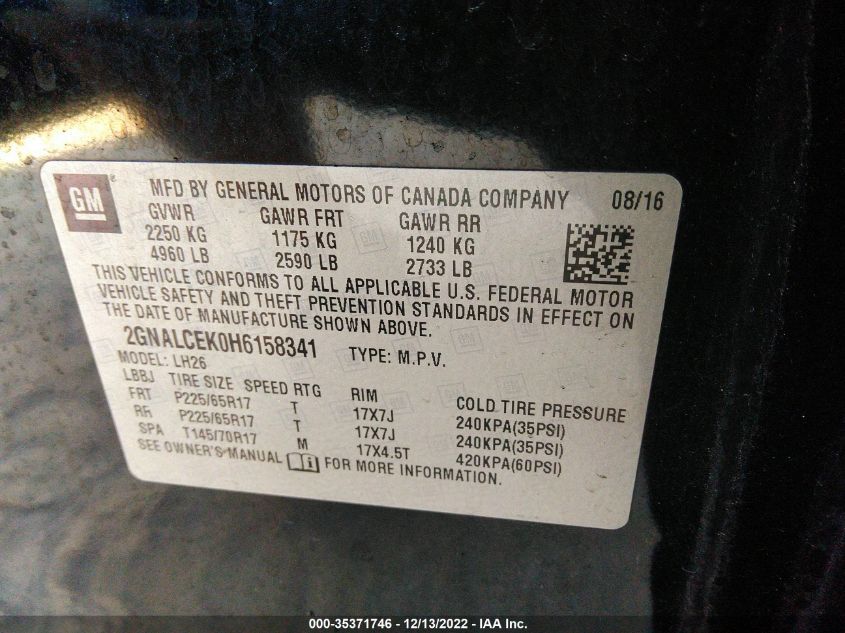 GM
MFD BY GENERAL MOTORS OF CANADA COMPANY 08/16
GVWR GAWR FRT GAWR RR
2250 KG 1175 KG 1240 KG
4960 LB 2590 LB 2733 LB
THIS VEHICLE CONFORMS TO ALL APPLICABLE U.S. FEDERAL MOTOR
VEHICLE SAFETY AND THEFT PREVENTION STANDARDS IN EFFECT ON
THE DATE OF MANUFACTURE SHOWN ABOVE.
2GNALCEK0H6158341 TYPE: M.P.V.
MODEL: LH26
LBBJ TIRE SIZE SPEED RTG RIM COLD TIRE PRESSURE
FRT P225/65R17 T 17X7J 240KPA(35PSI)
RR P225/65R17 T 17X7J 240KPA(35PSI)
SPA T145/70R17 M 17X4.5T 420KPA(60PSI)
SEE OWNER'S MANUAL FOR MORE INFORMATION.
000-35371746 - 12/13/2022 - IAA Inc.